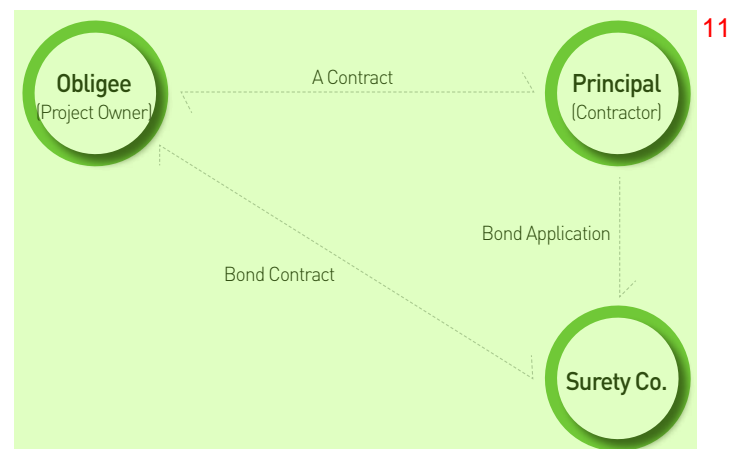 11
Obligee
(Project Owner)
A Contract
Principal
(Contractor)
Bond Application
Bond Contract
Surety Co.